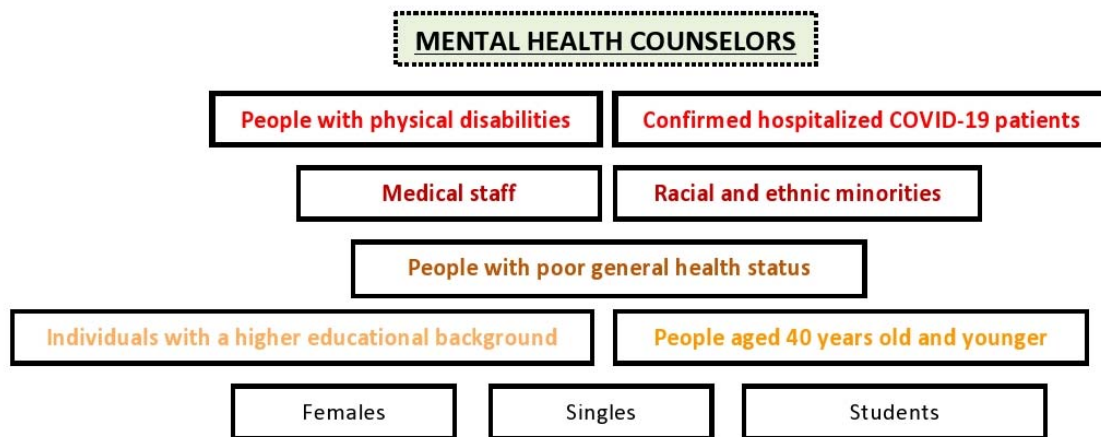 MENTAL HEALTH COUNSELORS
People with physical disabilities
Confirmed hospitalized COVID-19 patients
Medical staff
Racial and ethnic minorities
People with poor general health status
Individuals with a higher educational background
People aged 40 years old and younger
Females
Singles
Students